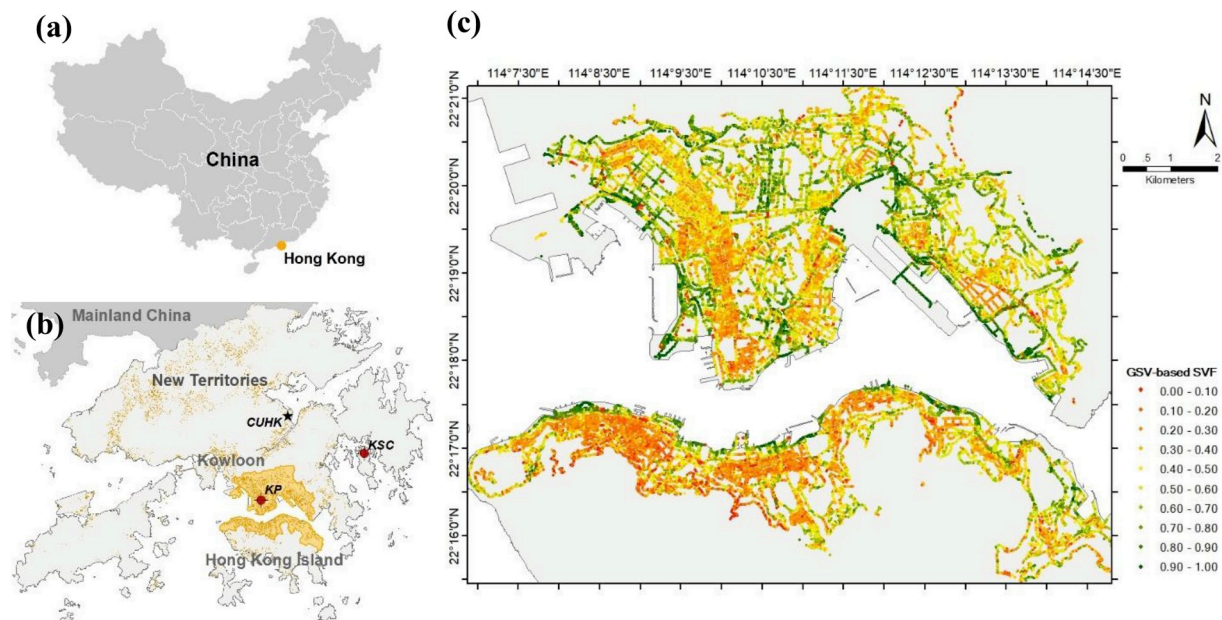 (a)
China
Hong Kong
(b)
Mainland China
New Territories
CUHK
KSC
Kowloon
KP
Hong Kong Island
(c)
114°7'30"E 114°8'30"E 114°9'30"E 114°10'30"E 114°11'30"E 114°12'30"E 114°13'30"E 114°14'30"E
22°21'0"N
22°20'0"N
22°19'0"N
22°18'0"N
22°17'0"N
22°16'0"N
N
0 .5 1 2
Kilometers
GSV-based SVF
0.00 - 0.10
0.10 - 0.20
0.20 - 0.30
0.30 - 0.40
0.40 - 0.50
0.50 - 0.60
0.60 - 0.70
0.70 - 0.80
0.80 - 0.90
0.90 - 1.00